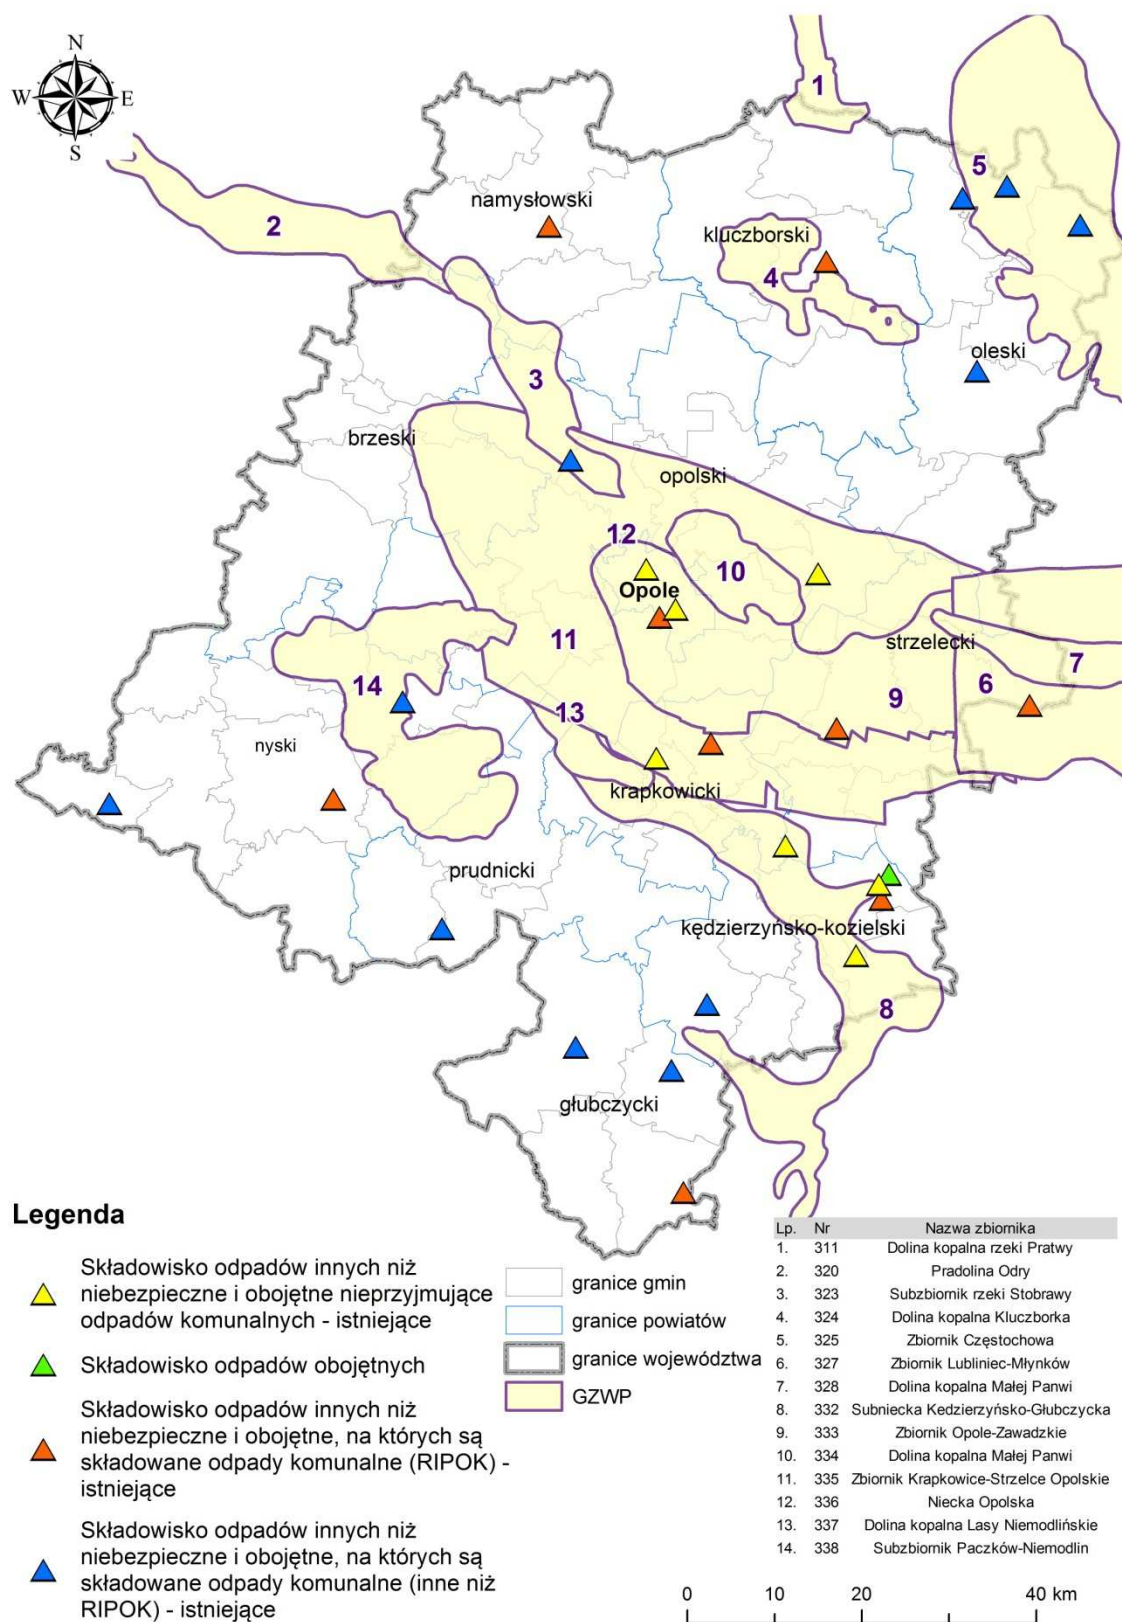 N
W E
S
1
5
namysłowski
2
kluczborski
4
oleski
3
brzeski
opolski
12
10
Opole
11
strzelecki
7
6
14
9
13
nyski
krapkowicki
prudnicki
kędzierzyńsko-kozielski
8
głubczycki
Legenda
Składowisko odpadów innych niż
niebezpieczne i obojętne nieprzyjmujące
odpadów komunalnych - istniejące
Składowisko odpadów obojętnych
Składowisko odpadów innych niż
niebezpieczne i obojętne, na których są
składowane odpady komunalne (RIPOK) -
istniejące
Składowisko odpadów innych niż
niebezpieczne i obojętne, na których są
składowane odpady komunalne (inne niż
RIPOK) - istniejące
granice gmin
granice powiatów
granice województwa
GZWP
Lp. Nr Nazwa zbiornika
1. 311 Dolina kopalna rzeki Pratwy
2. 320 Pradolina Odry
3. 323 Subzbiornik rzeki Stobrawy
4. 324 Dolina kopalna Kluczborka
5. 325 Zbiornik Częstochowa
6. 327 Zbiornik Lubliniec-Młynków
7. 328 Dolina kopalna Małej Panwi
8. 332 Subniecka Kedzierzyńsko-Głubczycka
9. 333 Zbiornik Opole-Zawadzkie
10. 334 Dolina kopalna Małej Panwi
11. 335 Zbiornik Krapkowice-Strzelce Opolskie
12. 336 Niecka Opolska
13. 337 Dolina kopalna Lasy Niemodlińskie
14. 338 Subzbiornik Paczków-Niemodlin
0 10 20 40 km